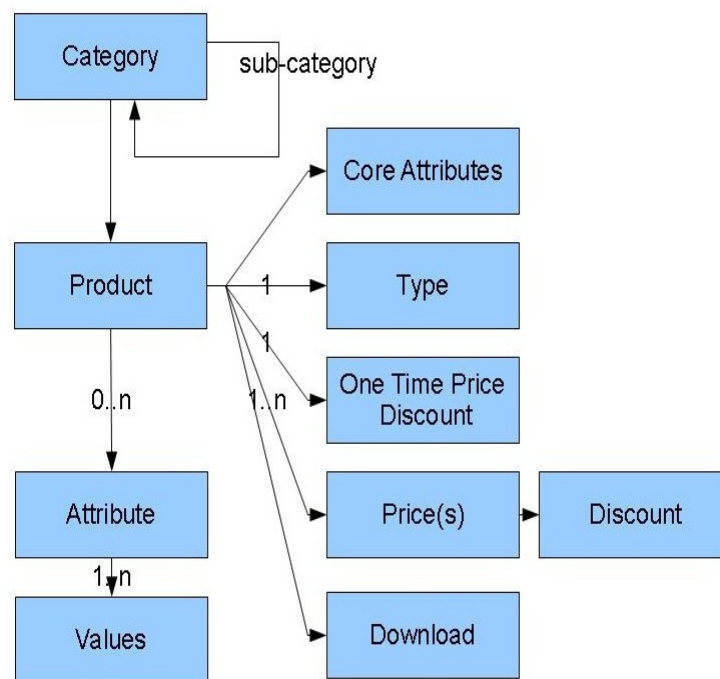 Category
sub-category
Core Attributes
Product
1
Type
1
One Time Price
Discount
0..n
1..n
Attribute
Price(s)
Discount
1..n
Values
Download